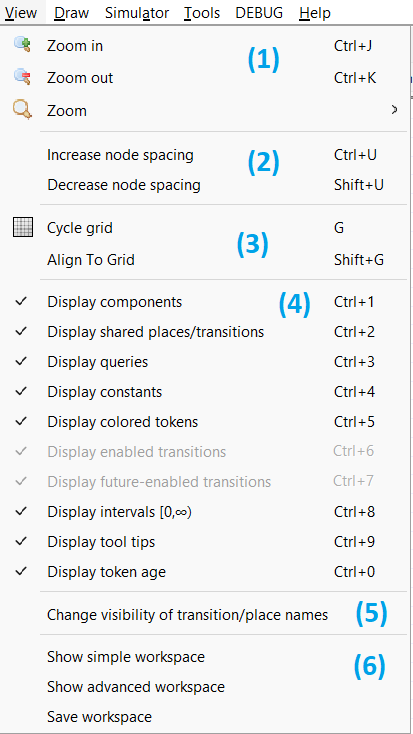 View Draw Simulator Tools DEBUG Help
Zoom in Ctrl+J
(1)
Zoom out Ctrl+K
Zoom >
Increase node spacing Ctrl+U
(2)
Decrease node spacing Shift+U
Cycle grid G
(3)
Align To Grid Shift+G
Display components (4) Ctrl+1
Display shared places/transitions Ctrl+2
Display queries Ctrl+3
Display constants Ctrl+4
Display colored tokens Ctrl+5
Display enabled transitions Ctrl+6
Display future-enabled transitions Ctrl+7
Display intervals [0,∞) Ctrl+8
Display tool tips Ctrl+9
Display token age Ctrl+0
Change visibility of transition/place names (5)
Show simple workspace (6)
Show advanced workspace
Save workspace